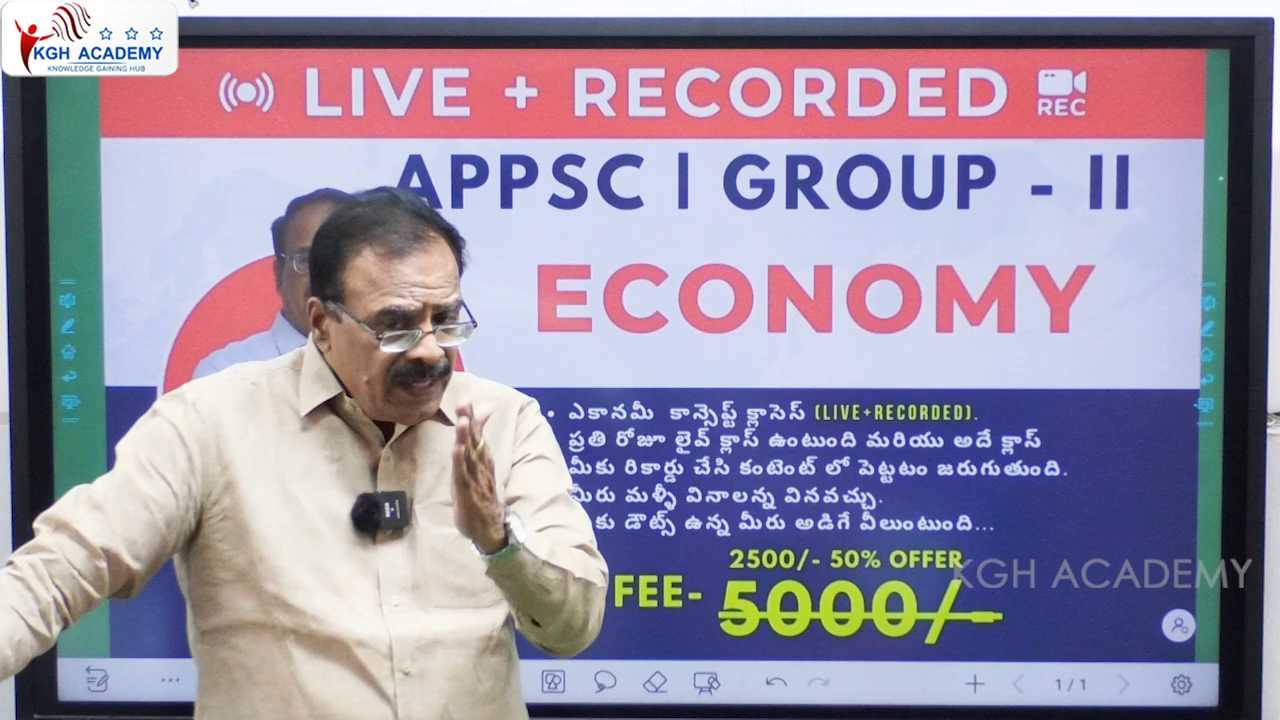 KGH ACADEMY
KNOWLEDGE GAINING HUB
LIVE + RECORDED
REC
APPSC | GROUP - II
ECONOMY
• ఎకానమీ కాన్సెప్ట్ క్లాసెస్ (LIVE+RECORDED).
ప్రతి రోజూ లైవ్ క్లాస్ ఉంటుంది మరియు అదే క్లాస్
మీకు రికార్డు చేసి కంటెంట్ లో పెట్టటం జరుగుతుంది.
మీరు మళ్ళీ వినాలన్న వినవచ్చు.
కు డౌట్స్ ఉన్న మీరు అడిగే వీలుంటుంది...
2500/- 50% OFFER
FEE- 5000/-
KGH ACADEMY
1/1